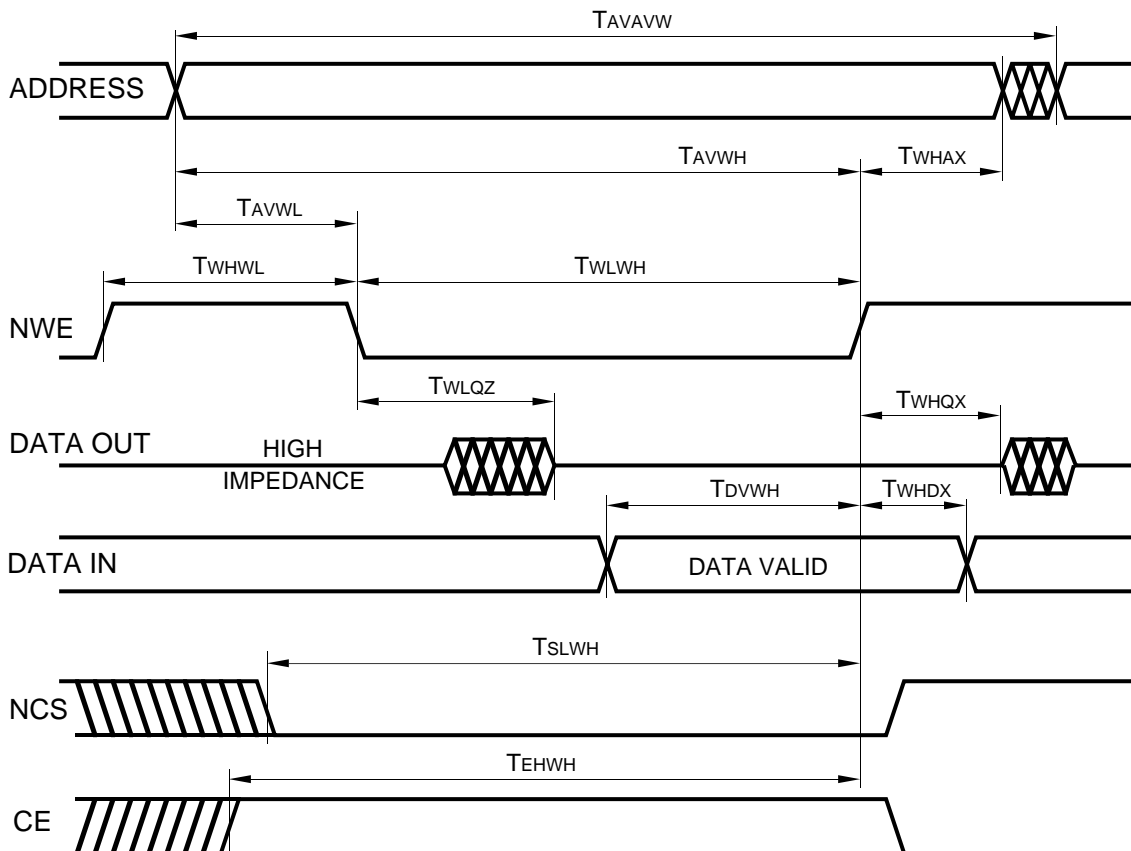 TAVAVW
ADDRESS
TAVWH
TWHAX
TAVWL
TWHWL
TWLWH
NWE
TWLQZ
TWHQX
DATA OUT
HIGH
IMPEDANCE
TDVWH
TWHDX
DATA IN
DATA VALID
TSLWH
NCS
TEHWH
CE